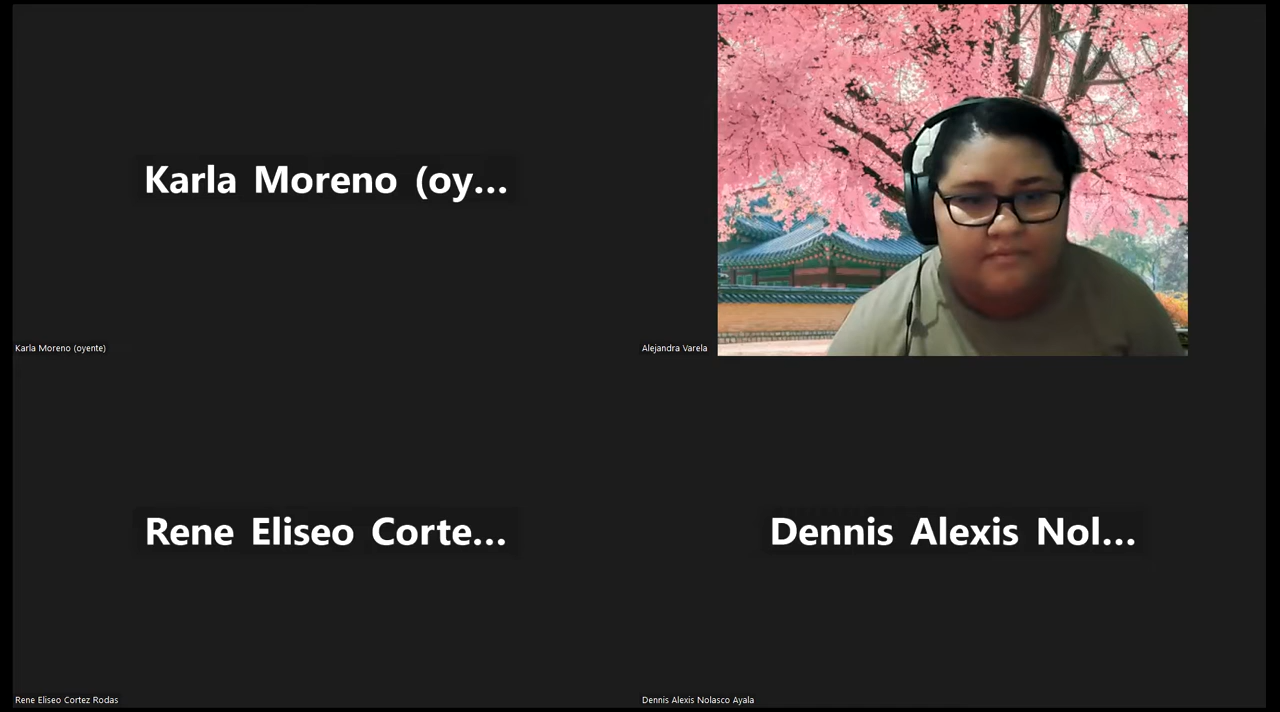 Karla Moreno (oy...
Karla Moreno (oyente)
Alejandra Varela
Rene Eliseo Corte...
Dennis Alexis Nol...
Rene Eliseo Cortez Rodas
Dennis Alexis Nolasco Ayala